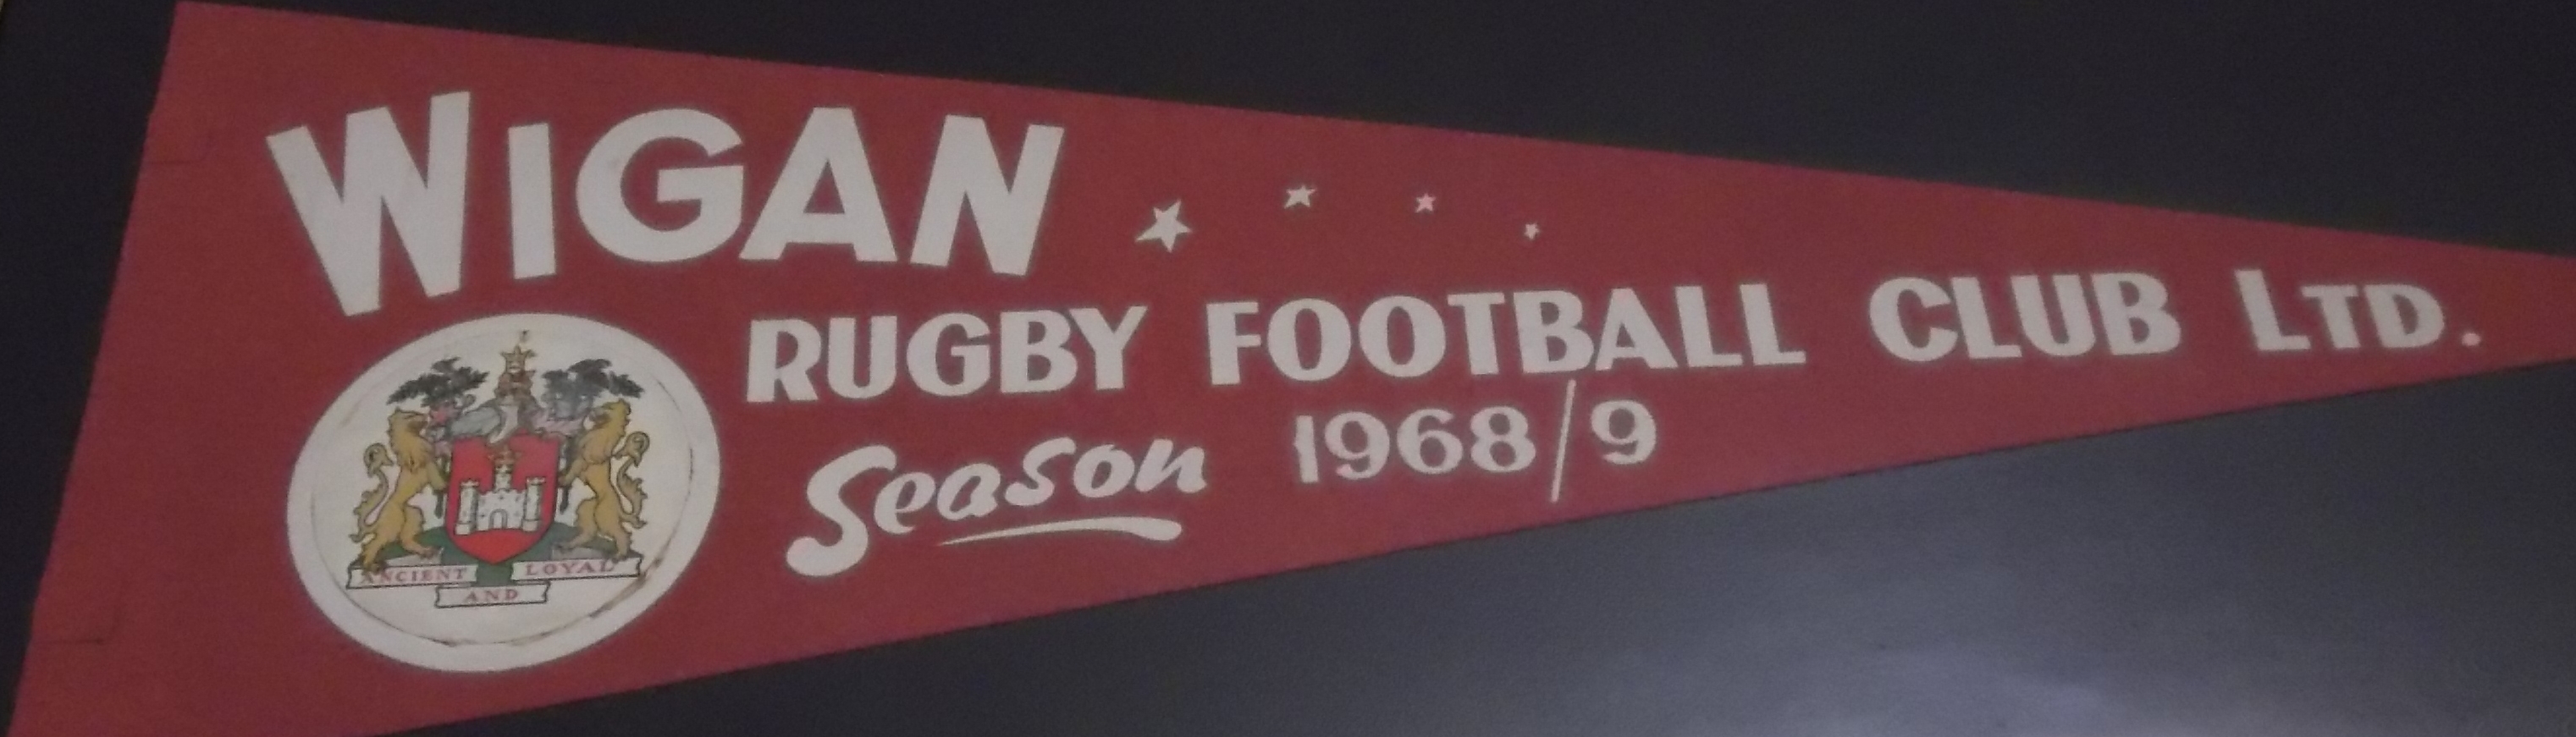 WIGAN
RUGBY FOOTBALL CLUB LTD.
Season 1968/9
ANCIENT LOYAL
AND